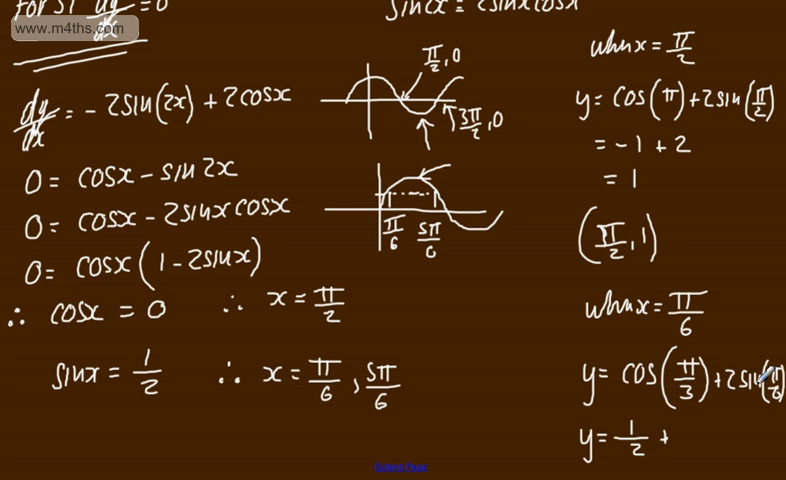 For SP dy/dx = 0
www.m4ths.com
sin2x = 2sinxcosx
dy/dx = -2sin(2x) + 2cosx
0 = cosx - sin2x
0 = cosx - 2sinxcosx
0 = cosx(1 - 2sinx)
∴ cosx = 0 ∴ x = π/2
sinx = 1/2 ∴ x = π/6, 5π/6
π/2, 0
3π/2, 0
π/6 5π/6
when x = π/2
y = cos(π) + 2sin(π/2)
= -1 + 2
= 1
(π/2, 1)
when x = π/6
y = cos(π/3) + 2sin(π/6)
y = 1/2 +